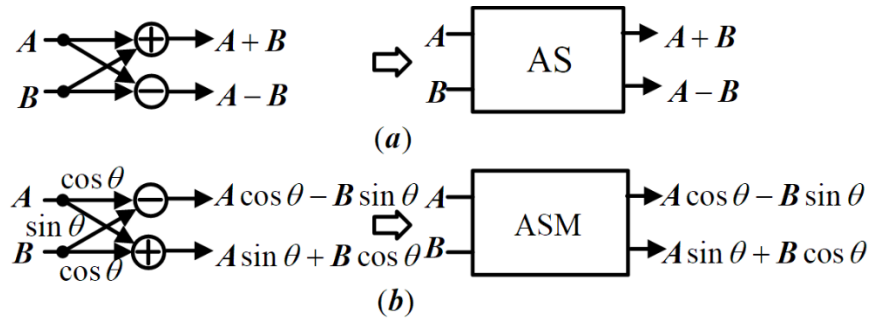 A A + B A AS A + B
B A − B B A − B
(a)
A cos θ A cos θ − B sin θ A ASM A cos θ − B sin θ
sin θ
B cos θ A sin θ + B cos θ B A sin θ + B cos θ
(b)